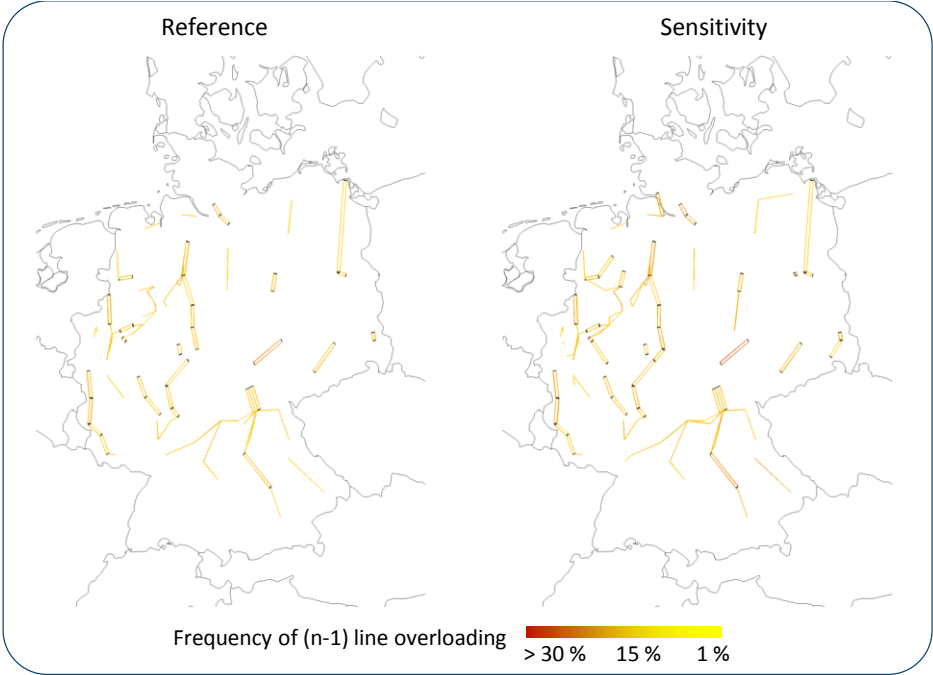 Reference
Sensitivity
Frequency of (n-1) line overloading
> 30 % 15 % 1 %